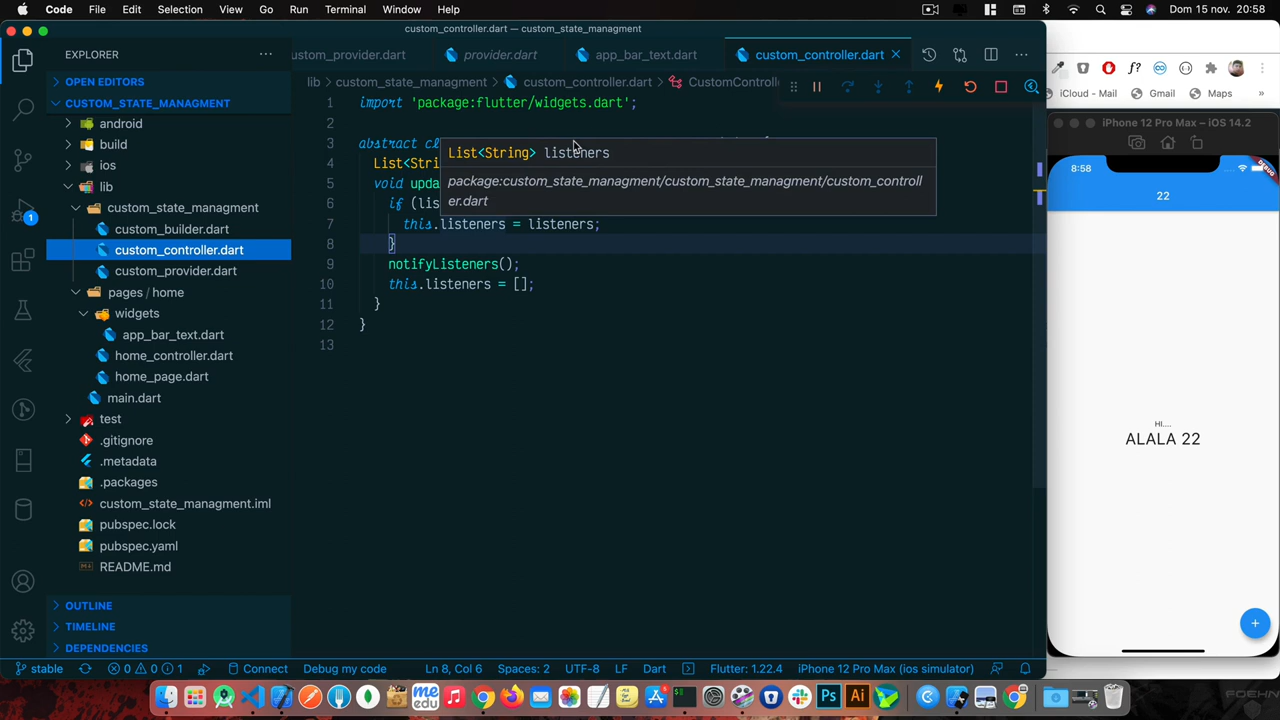 Code File Edit Selection View Go Run Terminal Window Help Dom 15 nov. 20:58
custom_controller.dart — custom_state_managment
EXPLORER
ustom_provider.dart provider.dart app_bar_text.dart custom_controller.dart
OPEN EDITORS
lib custom_state_managment custom_controller.dart CustomControll
CUSTOM_STATE_MANAGMENT
android
build
ios
lib
custom_state_managment
custom_builder.dart
custom_controller.dart
custom_provider.dart
pages / home
widgets
app_bar_text.dart
home_controller.dart
home_page.dart
main.dart
test
.gitignore
.metadata
.packages
custom_state_managment.iml
pubspec.lock
pubspec.yaml
README.md
OUTLINE
TIMELINE
DEPENDENCIES
1
1 import 'package:flutter/widgets.dart';
2
3 abstract cl
4 List<Stri
5 void upda
6 if (lis
7 this.listeners = listeners;
8 }
9 notifyListeners();
10 this.listeners = [];
11 }
12 }
13
List<String> listeners
package:custom_state_managment/custom_state_managment/custom_controll
er.dart
f?
iCloud - Mail Gmail Maps »
iPhone 12 Pro Max – iOS 14.2
8:58
22
HI....
ALALA 22
+
stable 0 0 1 Connect Debug my code Ln 8, Col 6 Spaces: 2 UTF-8 LF Dart Flutter: 1.22.4 iPhone 12 Pro Max (ios simulator)
me
edu
Ps
Ai
FOEHN